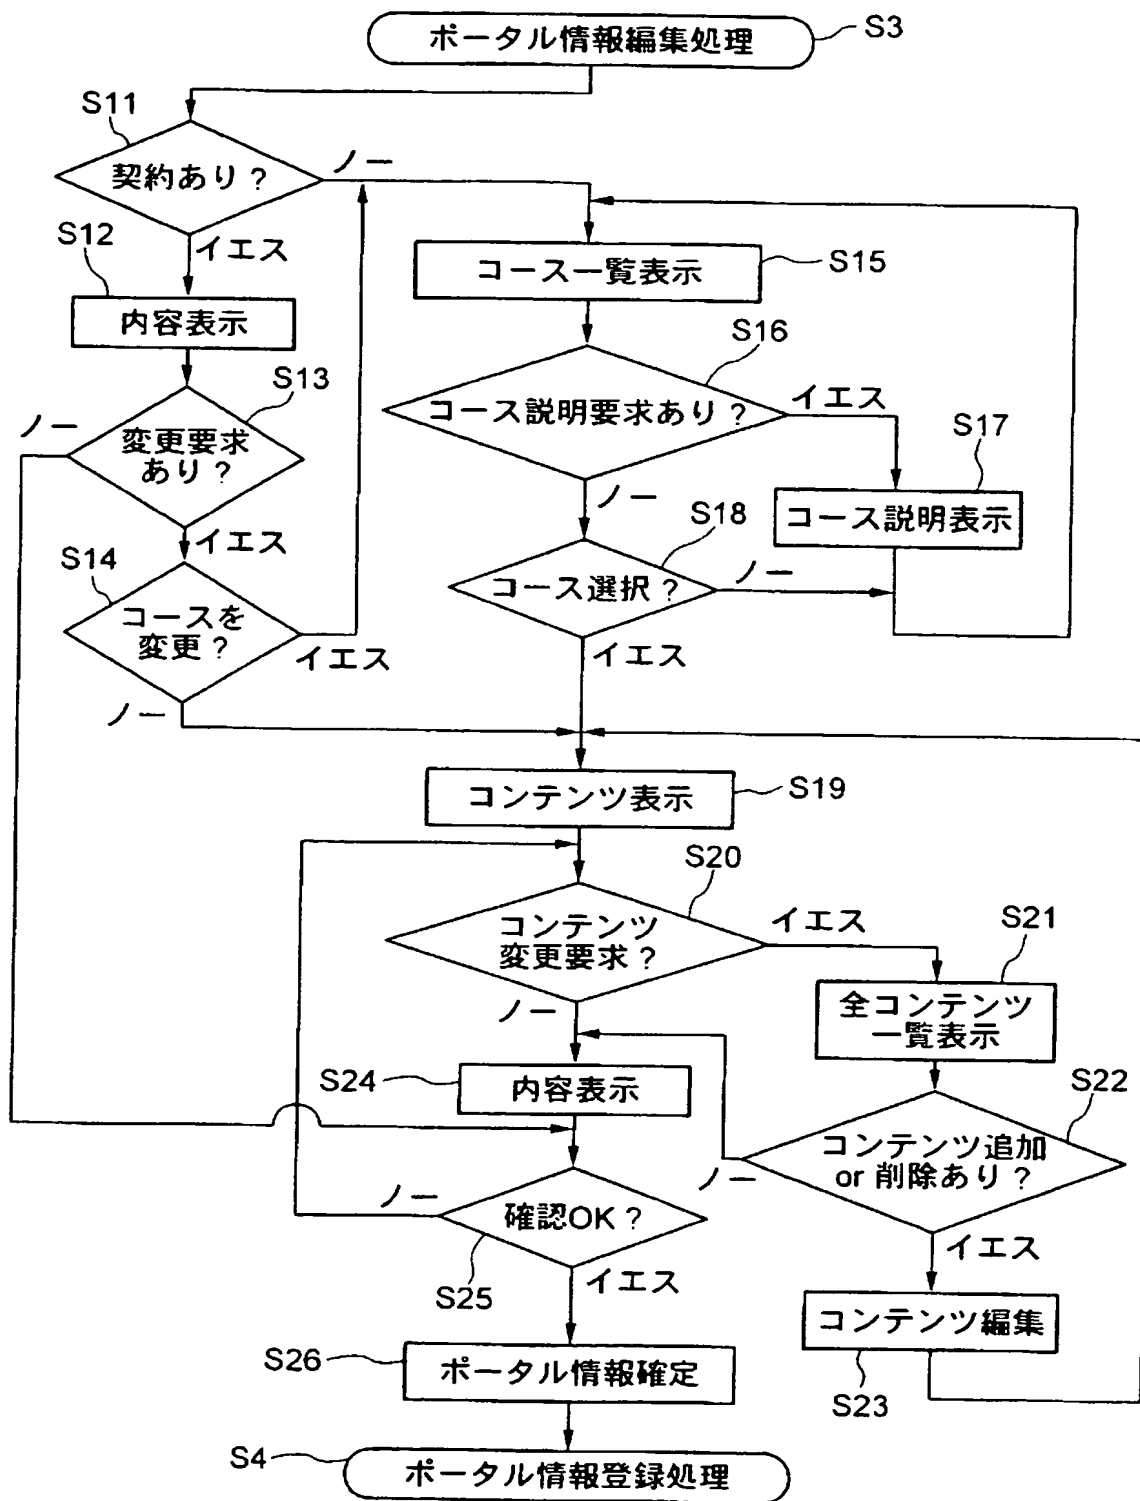 ポータル情報編集処理
S3
S11
契約あり?
ノー
イエス
S12
内容表示
S13
変更要求
あり?
ノー
イエス
S14
コースを
変更?
イエス
ノー
コース一覧表示
S15
S16
コース説明要求あり?
イエス
S17
コース説明表示
ノー
S18
コース選択?
ノー
イエス
コンテンツ表示
S19
S20
コンテンツ
変更要求?
イエス
S21
全コンテンツ
一覧表示
ノー
S24
内容表示
S22
コンテンツ追加
or 削除あり?
ノー
イエス
ノー
確認OK?
S25
イエス
コンテンツ編集
S23
S26
ポータル情報確定
S4
ポータル情報登録処理